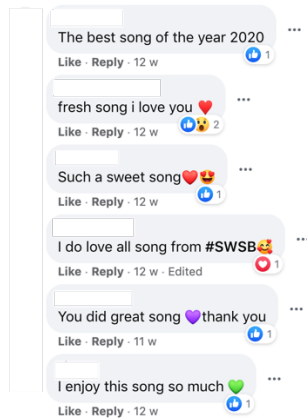 The best song of the year 2020
1
Like · Reply · 12 w
fresh song i love you ❤️
2
Like · Reply · 12 w
Such a sweet song❤️😍
1
Like · Reply · 12 w
I do love all song from #SWSB🥰
1
Like · Reply · 12 w · Edited
You did great song 💜thank you
1
Like · Reply · 11 w
I enjoy this song so much 💚
1
Like · Reply · 12 w